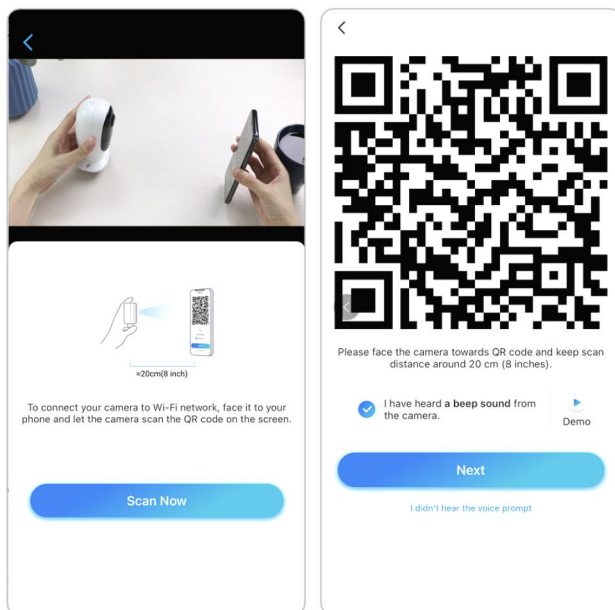 ≈20cm(8 inch)
To connect your camera to Wi-Fi network, face it to your
phone and let the camera scan the QR code on the screen.
Scan Now
Please face the camera towards QR code and keep scan
distance around 20 cm (8 inches).
I have heard a beep sound from
the camera.
Demo
Next
I didn't hear the voice prompt